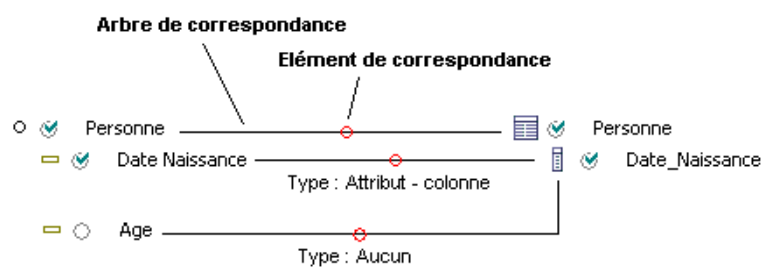 Arbre de correspondance
Elément de correspondance
Personne Personne
Date Naissance Date_Naissance
Type : Attribut - colonne
Age
Type : Aucun